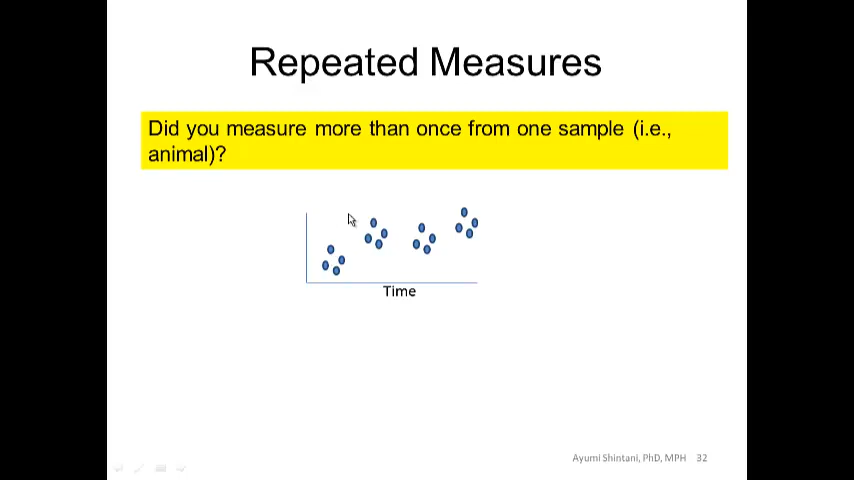 Repeated Measures
Did you measure more than once from one sample (i.e.,
animal)?
Time
Ayumi Shintani, PhD, MPH 32